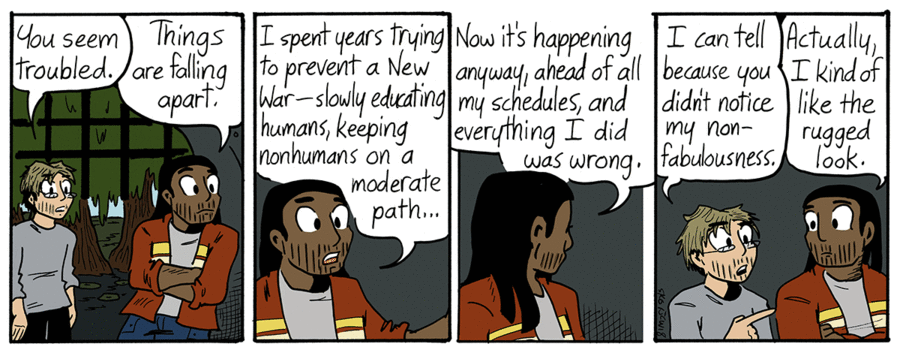 You seem
troubled.
Things
are falling
apart.
I spent years trying
to prevent a New
War—slowly educating
humans, keeping
nonhumans on a
moderate
path...
Now it's happening
anyway, ahead of all
my schedules, and
everything I did
was wrong.
I can tell
because you
didn't notice
my non-
fabulousness.
Actually,
I kind of
like the
rugged
look.